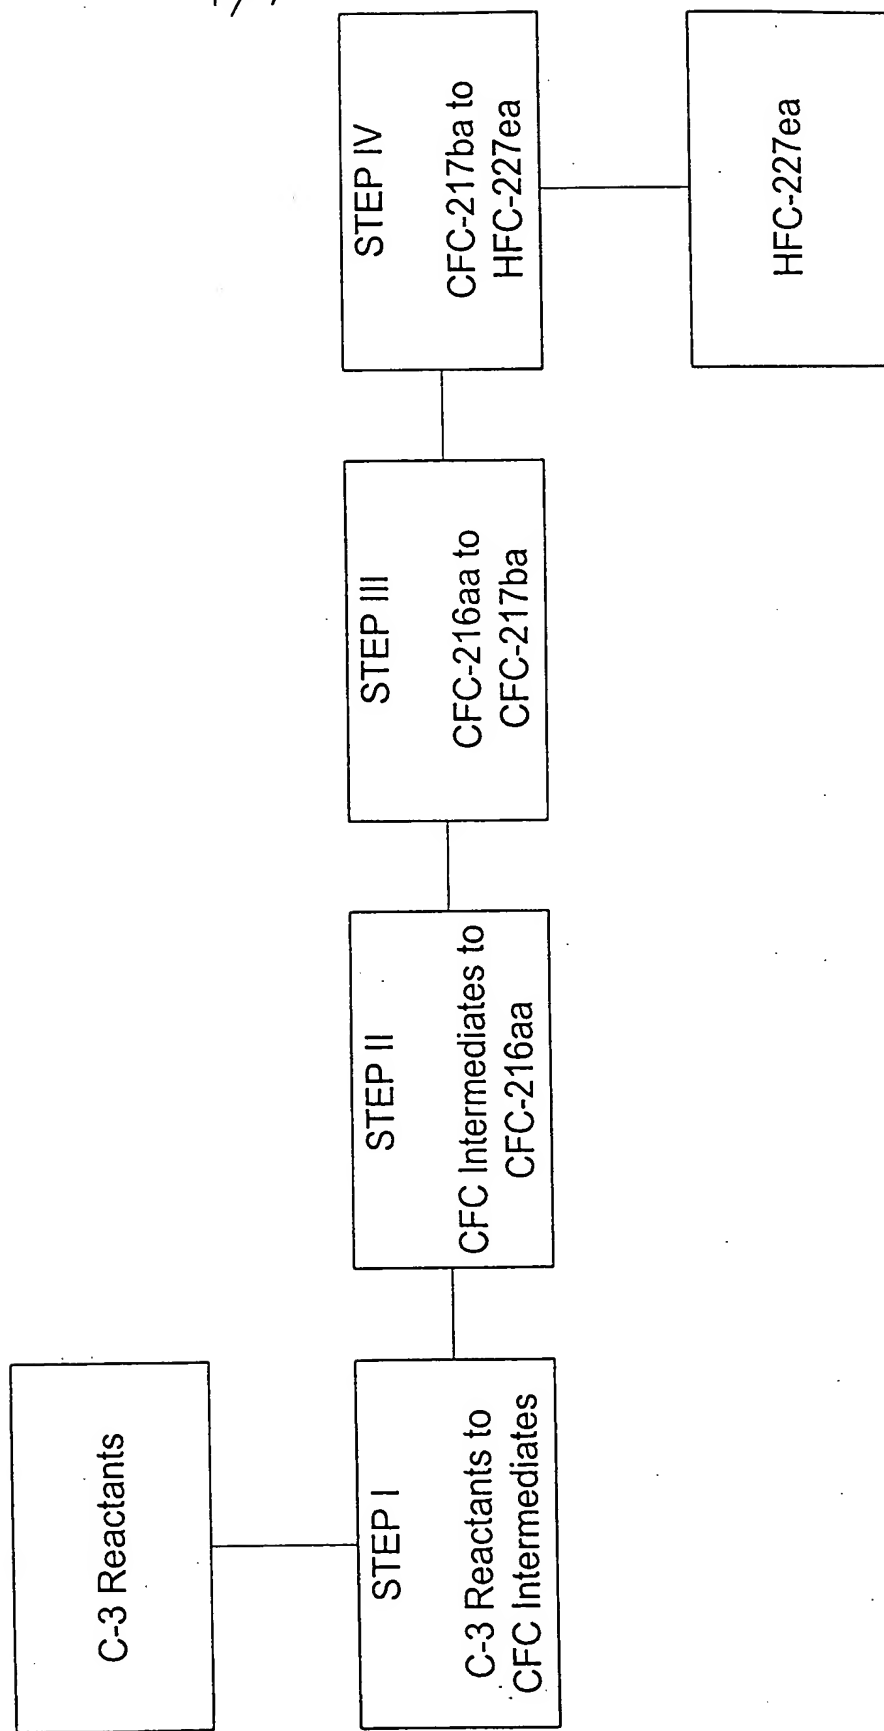 C-3 Reactants
STEP I
C-3 Reactants to
CFC Intermediates
STEP II
CFC Intermediates to
CFC-216aa
STEP III
CFC-216aa to
CFC-217ba
STEP IV
CFC-217ba to
HFC-227ea
HFC-227ea